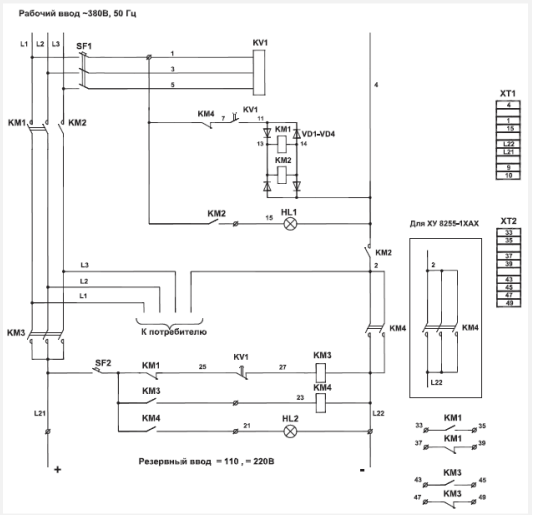 Рабочий ввод ~380В, 50 Гц
L1 L2 L3
SF1
1
KV1
3
5
4
XT1
4
1
15
L22
L21
9
10
KM1
KM2
KM4
7
KV1
11
KM1
VD1-VD4
13
14
KM2
KM2
15
HL1
XT2
33
35
37
39
43
45
47
49
Для ХУ 8255-1ХАХ
KM2
2
L3
L2
L1
К потребителю
KM3
KM4
2
KM4
L22
SF2
KM1
25
KV1
27
KM3
KM3
23
KM4
L21
KM4
21
HL2
L22
33
KM1
35
37
KM1
39
+
Резервный ввод = 110 , = 220В
-
43
KM3
45
47
KM3
49